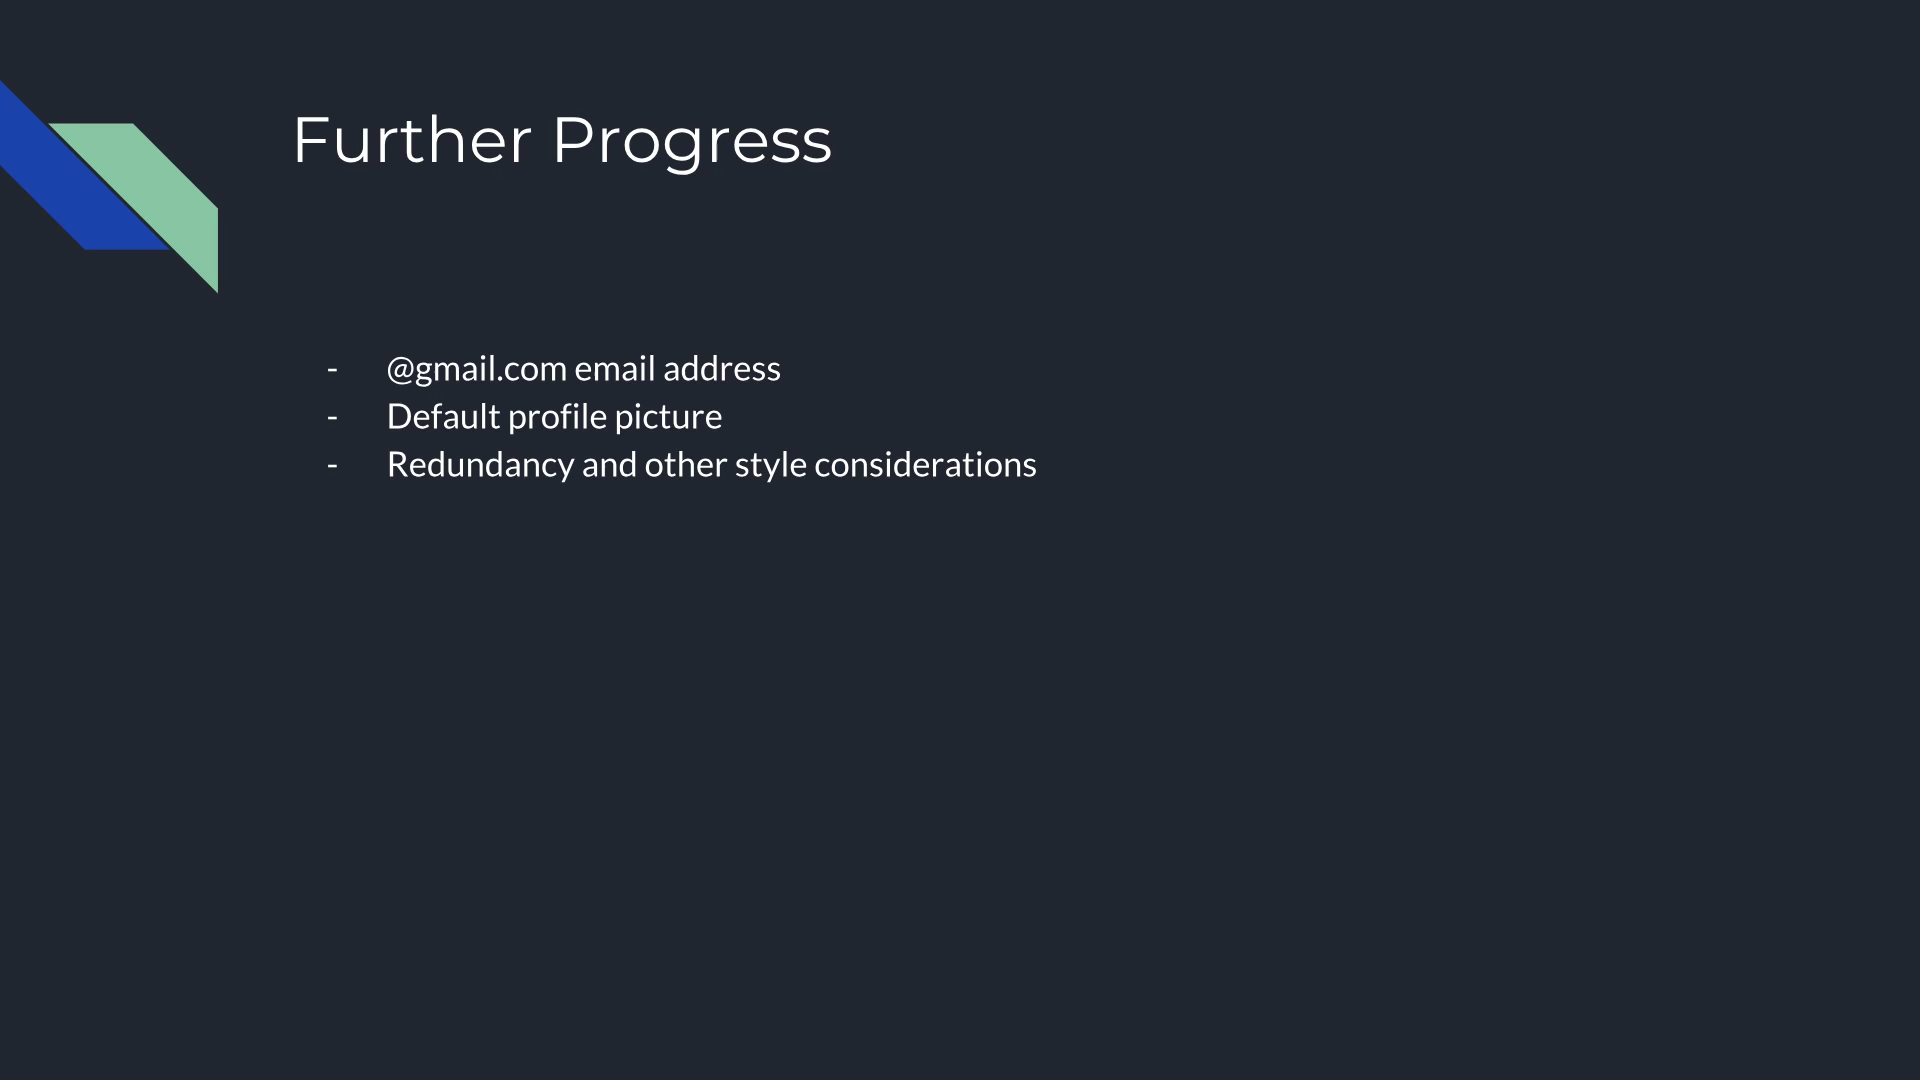 Further Progress
- @gmail.com email address
- Default profile picture
- Redundancy and other style considerations